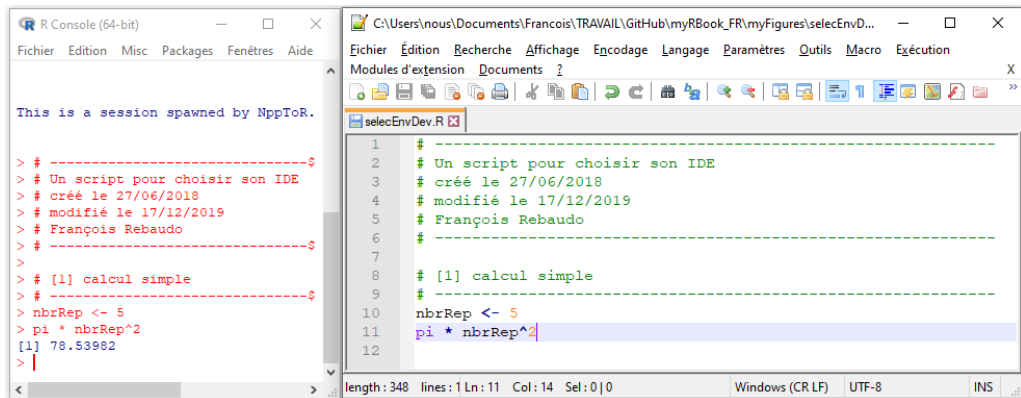 R Console (64-bit)
Fichier Edition Misc Packages Fenêtres Aide
This is a session spawned by NppToR.
> # -------------------------------$
> # Un script pour choisir son IDE
> # créé le 27/06/2018
> # modifié le 17/12/2019
> # François Rebaudo
> # -------------------------------$
>
> # [1] calcul simple
> # -------------------------------$
> nbrRep <- 5
> pi * nbrRep^2
[1] 78.53982
>
C:\Users\nous\Documents\Francois\TRAVAIL\GitHub\myRBook_FR\myFigures\selecEnvD...
Fichier Édition Recherche Affichage Encodage Langage Paramètres Outils Macro Exécution
Modules d'extension Documents ? X
selecEnvDev.R
1 # ------------------------------------------------------------
2 # Un script pour choisir son IDE
3 # créé le 27/06/2018
4 # modifié le 17/12/2019
5 # François Rebaudo
6 # ------------------------------------------------------------
7
8 # [1] calcul simple
9 # ------------------------------------------------------------
10 nbrRep <- 5
11 pi * nbrRep^2
12
length : 348 lines : 1 Ln : 11 Col : 14 Sel : 0 | 0 Windows (CR LF) UTF-8 INS